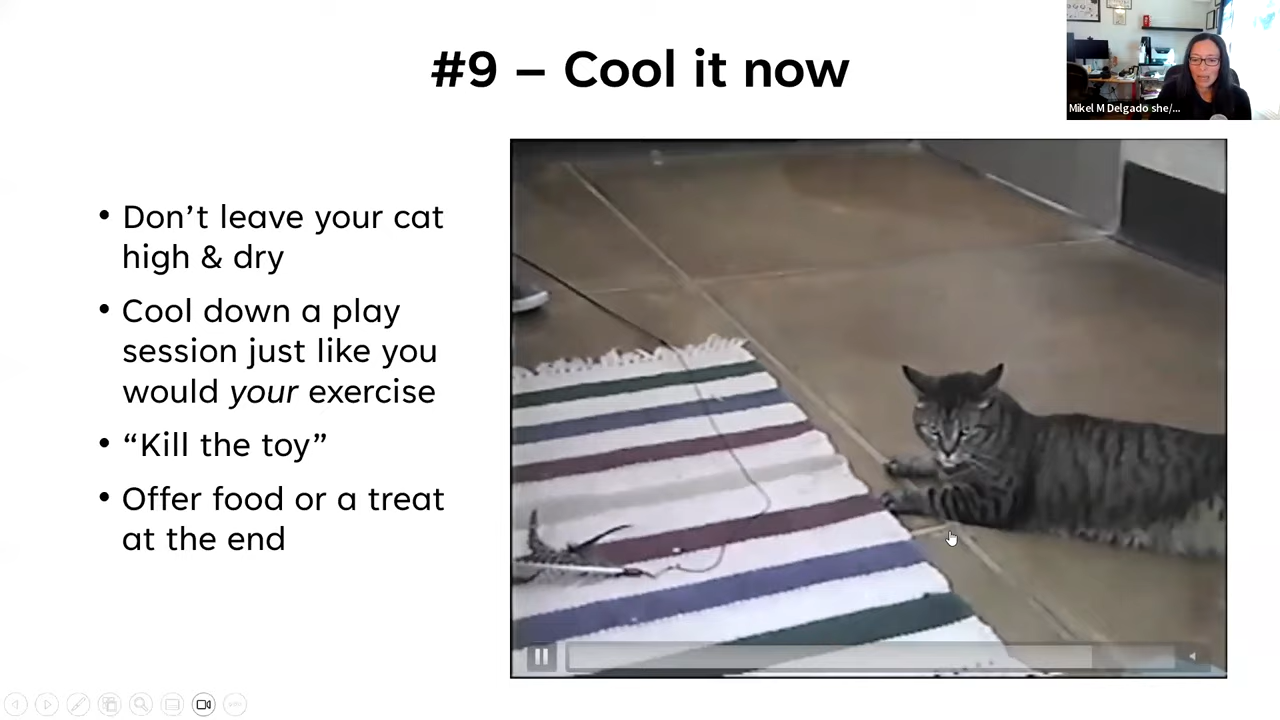 #9 – Cool it now
Mikel M Delgado she/...
• Don’t leave your cat
high & dry
• Cool down a play
session just like you
would your exercise
• “Kill the toy”
• Offer food or a treat
at the end